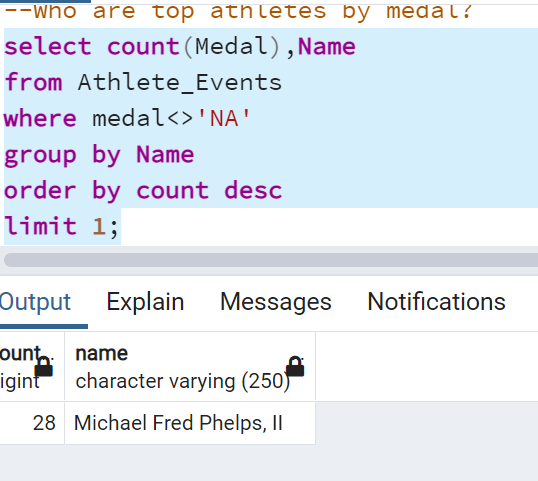 --Who are top athletes by medal?
select count(Medal),Name
from Athlete_Events
where medal<>'NA'
group by Name
order by count desc
limit 1;
Output Explain Messages Notifications
ount name
igint character varying (250)
28 Michael Fred Phelps, II